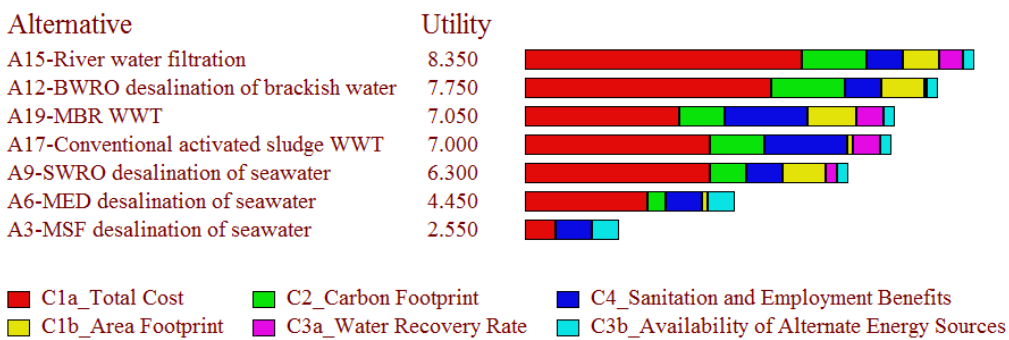 Alternative Utility
A15-River water filtration 8.350
A12-BWRO desalination of brackish water 7.750
A19-MBR WWT 7.050
A17-Conventional activated sludge WWT 7.000
A9-SWRO desalination of seawater 6.300
A6-MED desalination of seawater 4.450
A3-MSF desalination of seawater 2.550
C1a_Total Cost C2_Carbon Footprint C4_Sanitation and Employment Benefits
C1b_Area Footprint C3a_Water Recovery Rate C3b_Availability of Alternate Energy Sources